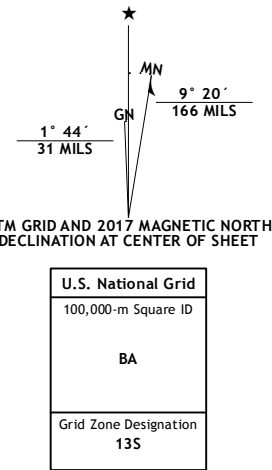 MN
GN
9° 20´
166 MILS
1° 44´
31 MILS
TM GRID AND 2017 MAGNETIC NORTH
DECLINATION AT CENTER OF SHEET
U.S. National Grid
100,000-m Square ID
BA
Grid Zone Designation
13S